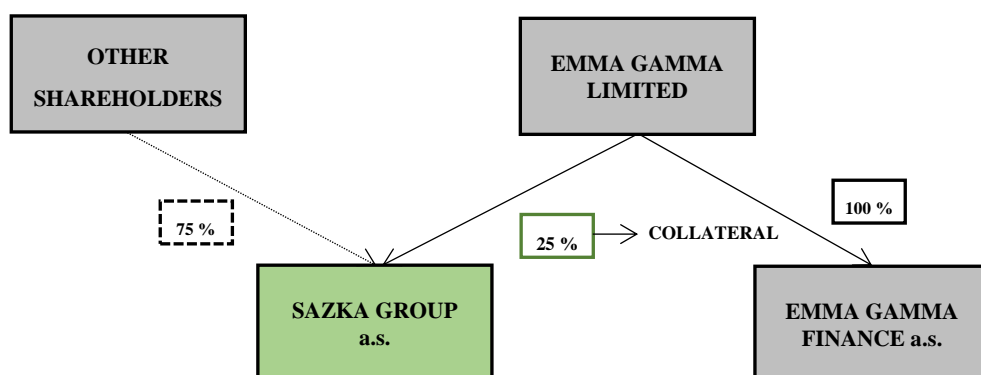 OTHER
SHAREHOLDERS
EMMA GAMMA
LIMITED
75 %
25 %
COLLATERAL
100 %
SAZKA GROUP
a.s.
EMMA GAMMA
FINANCE a.s.